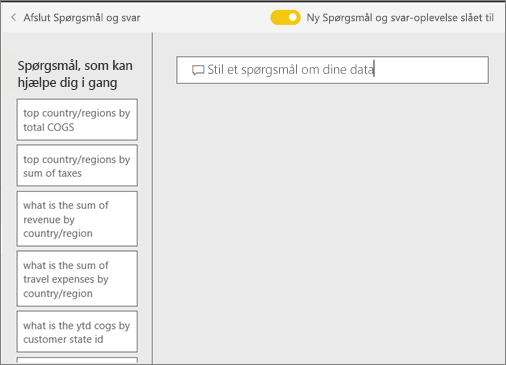 Afslut Spørgsmål og svar
Ny Spørgsmål og svar-oplevelse slået til
Spørgsmål, som kan
hjælpe dig i gang
top country/regions by
total COGS
top country/regions by
sum of taxes
what is the sum of
revenue by
country/region
what is the sum of
travel expenses by
country/region
what is the ytd cogs by
customer state id
Stil et spørgsmål om dine data